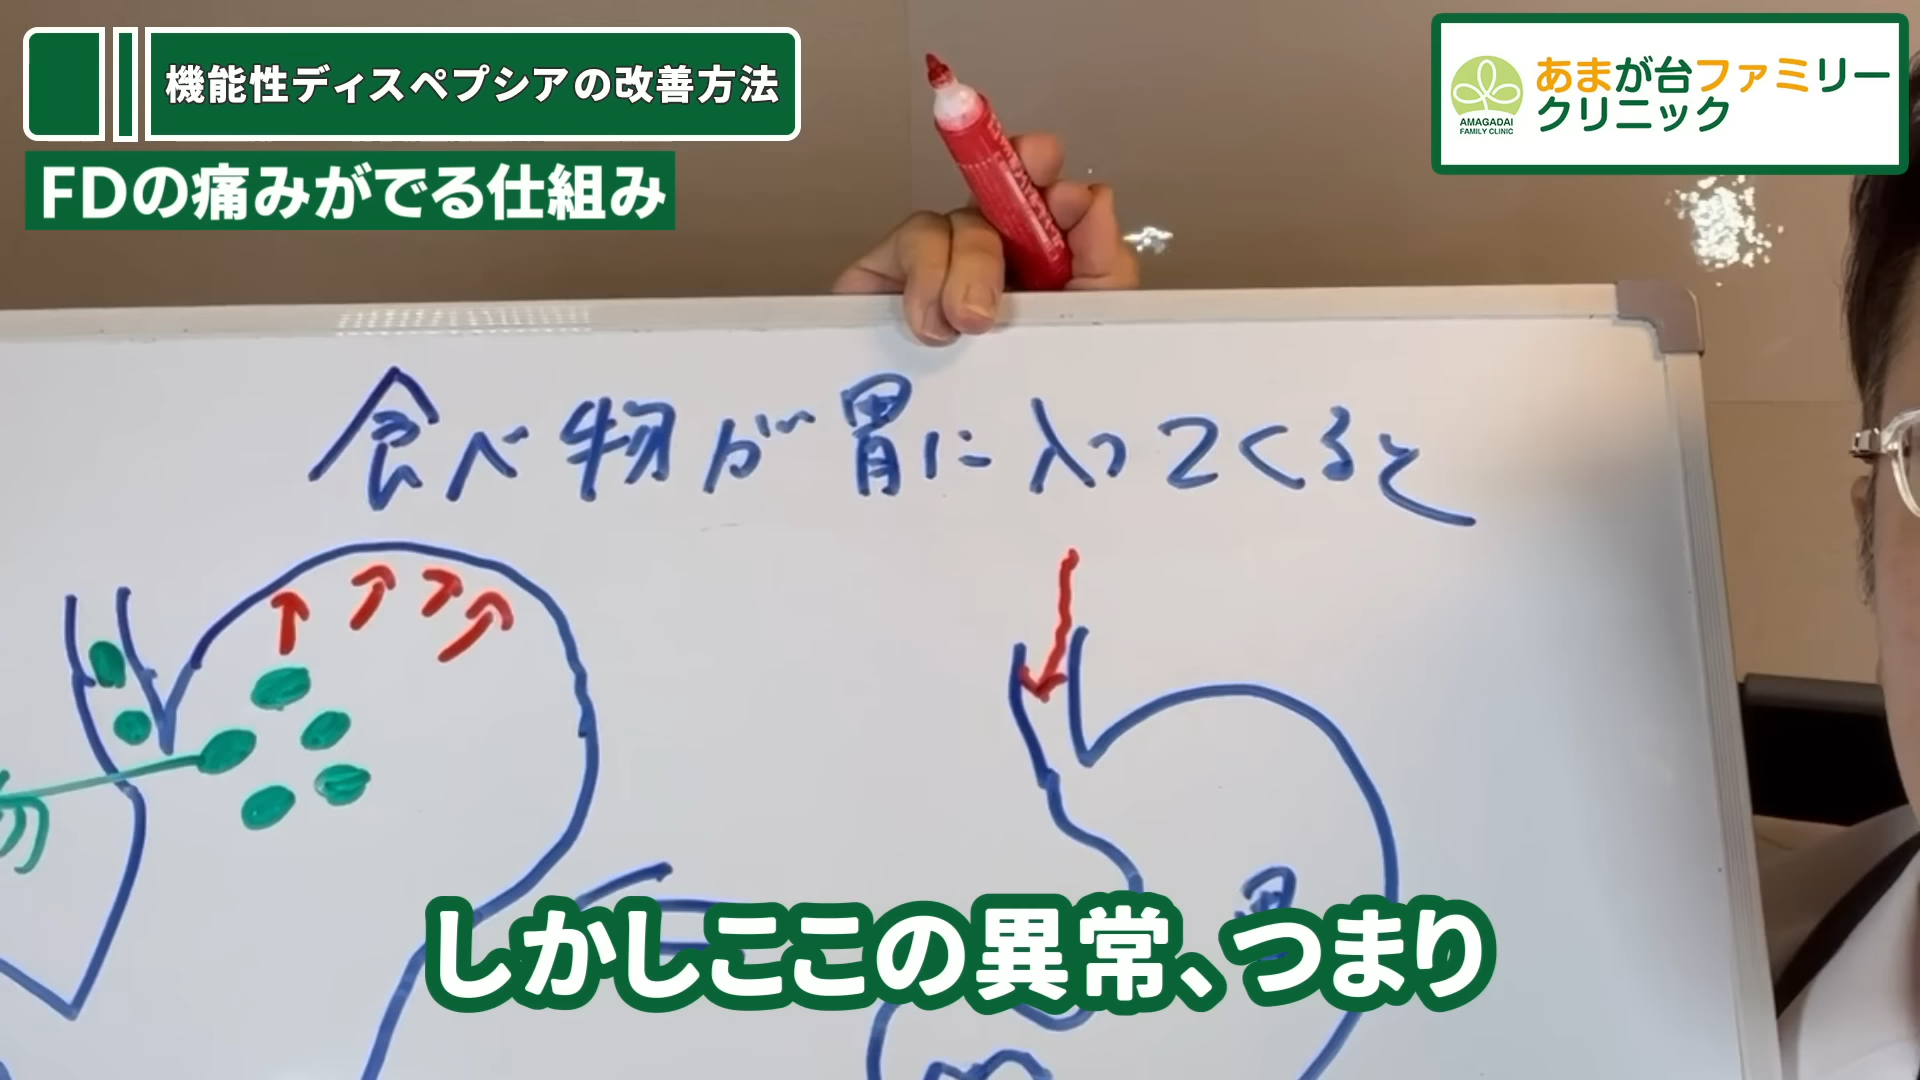 機能性ディスペプシアの改善方法
FDの痛みがでる仕組み
あまが台ファミリー
クリニック
AMAGADAI
FAMILY CLINIC
食べ物が胃に入ってくると
しかしここの異常、つまり